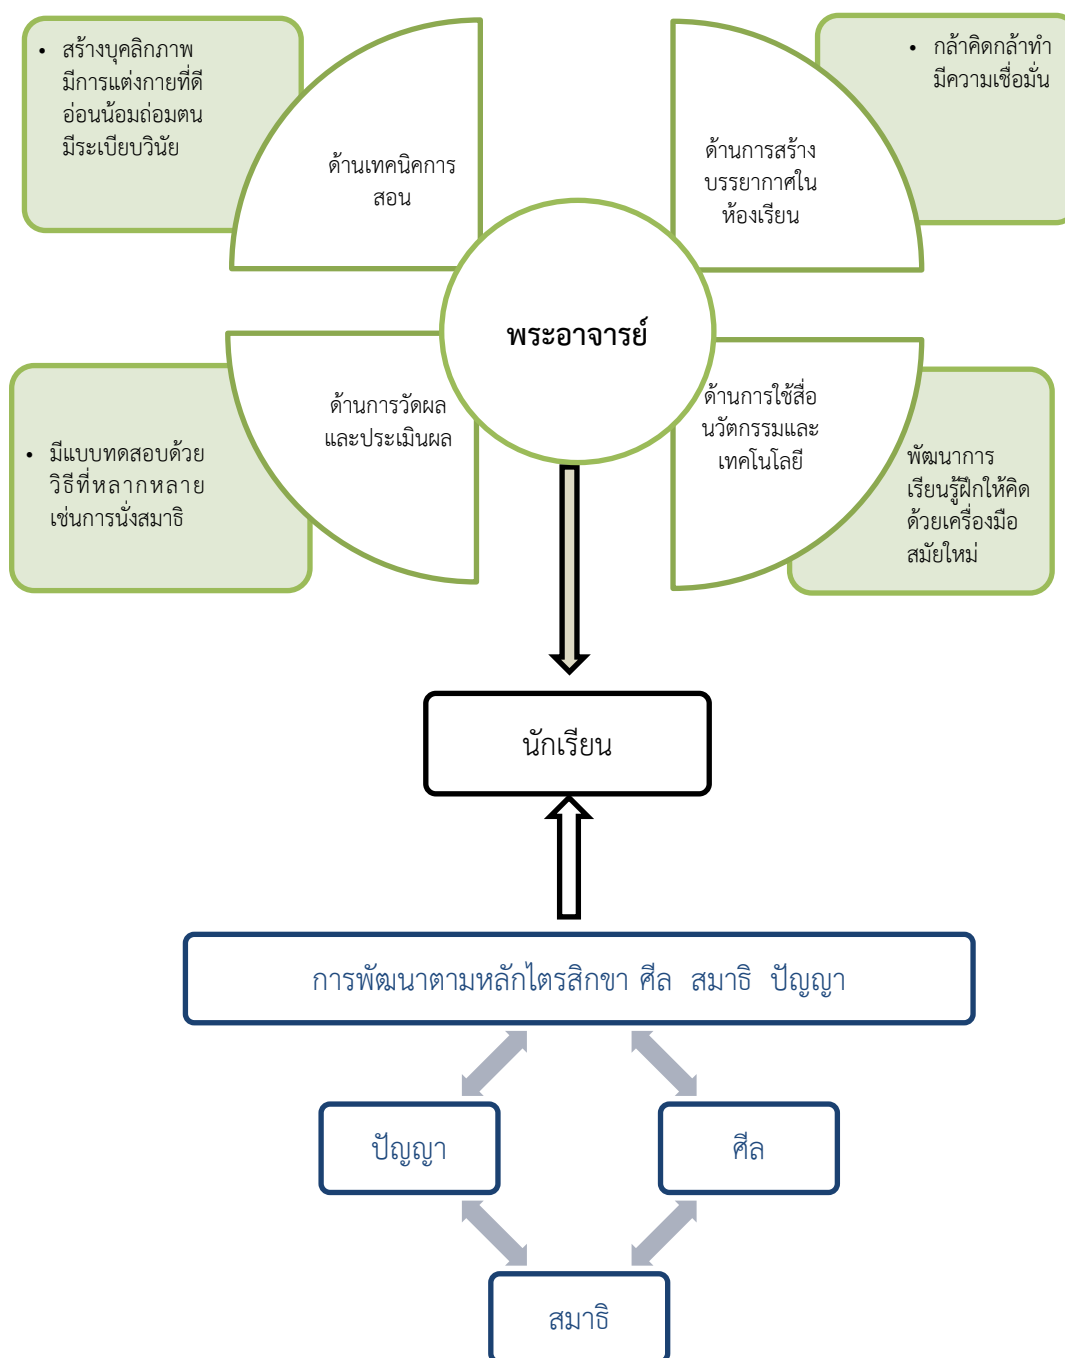 • สร้างบุคลิกภาพ
มีการแต่งกายที่ดี
อ่อนน้อมถ่อมตน
มีระเบียบวินัย
ด้านเทคนิคการ
สอน
ด้านการสร้าง
บรรยากาศใน
ห้องเรียน
• กล้าคิดกล้าทำ
มีความเชื่อมั่น
พระอาจารย์
• มีแบบทดสอบด้วย
วิธีที่หลากหลาย
เช่นการนั่งสมาธิ
ด้านการวัดผล
และประเมินผล
ด้านการใช้สื่อ
นวัตกรรมและ
เทคโนโลยี
พัฒนาการ
เรียนรู้ฝึกให้คิด
ด้วยเครื่องมือ
สมัยใหม่
นักเรียน
การพัฒนาตามหลักไตรสิกขา ศีล สมาธิ ปัญญา
ปัญญา
ศีล
สมาธิ